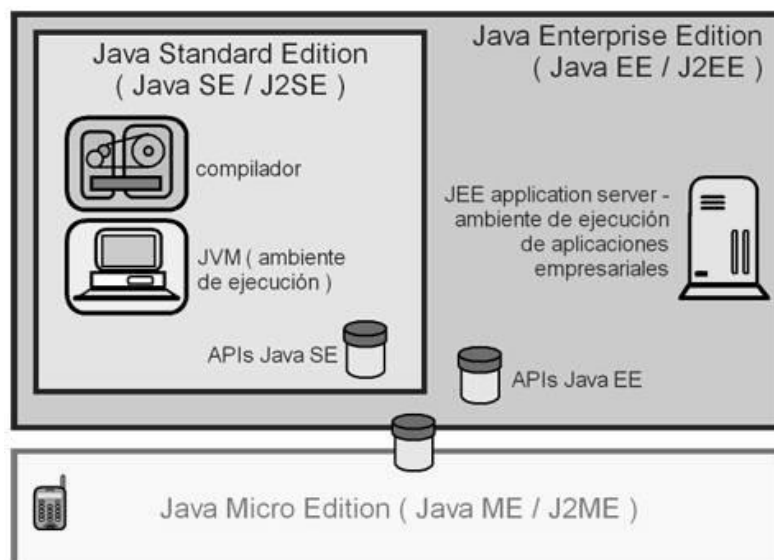 Java Standard Edition
( Java SE / J2SE )
compilador
JVM ( ambiente
de ejecución )
APIs Java SE
Java Enterprise Edition
( Java EE / J2EE )
JEE application server -
ambiente de ejecución
de aplicaciones
empresariales
APIs Java EE
Java Micro Edition ( Java ME / J2ME )